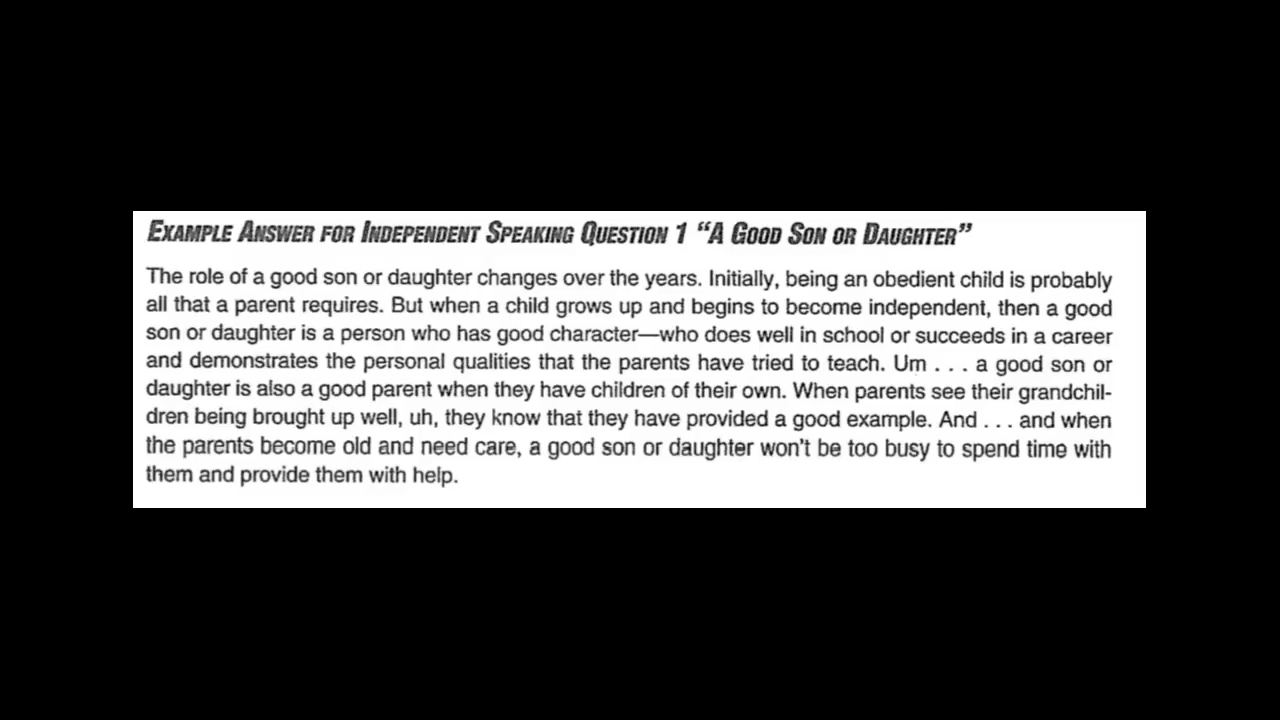 EXAMPLE ANSWER FOR INDEPENDENT SPEAKING QUESTION 1 “A GOOD SON OR DAUGHTER”
The role of a good son or daughter changes over the years. Initially, being an obedient child is probably
all that a parent requires. But when a child grows up and begins to become independent, then a good
son or daughter is a person who has good character—who does well in school or succeeds in a career
and demonstrates the personal qualities that the parents have tried to teach. Um . . . a good son or
daughter is also a good parent when they have children of their own. When parents see their grandchil-
dren being brought up well, uh, they know that they have provided a good example. And . . . and when
the parents become old and need care, a good son or daughter won’t be too busy to spend time with
them and provide them with help.